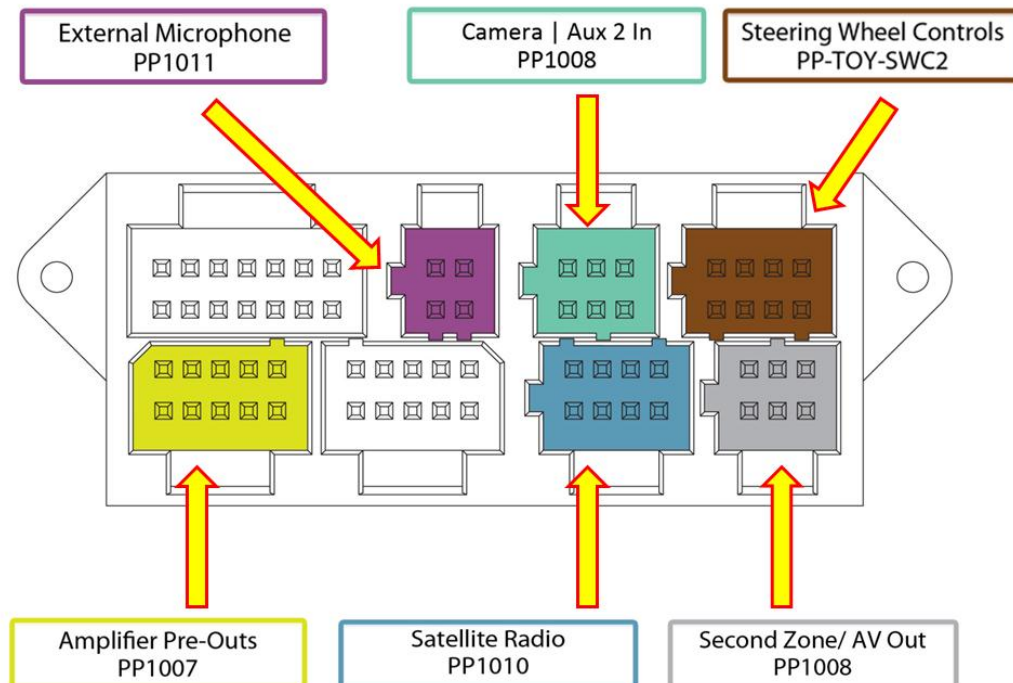 External Microphone
PP1011
Camera | Aux 2 In
PP1008
Steering Wheel Controls
PP-TOY-SWC2
Amplifier Pre-Outs
PP1007
Satellite Radio
PP1010
Second Zone/ AV Out
PP1008